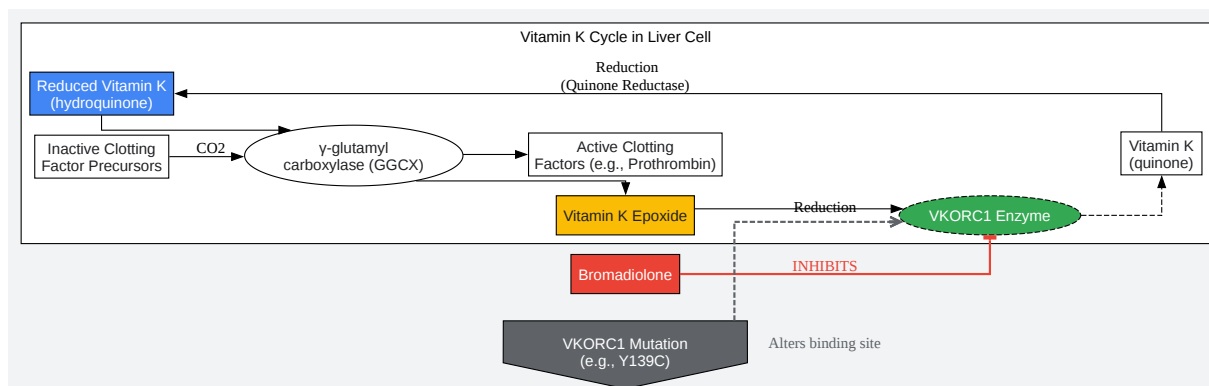 Vitamin K Cycle in Liver Cell
Reduction
(Quinone Reductase)
Reduced Vitamin K
(hydroquinone)
Inactive Clotting
Factor Precursors
CO2
γ-glutamyl
carboxylase (GGCX)
Active Clotting
Factors (e.g., Prothrombin)
Vitamin K
(quinone)
Vitamin K Epoxide
Reduction
VKORC1 Enzyme
Bromadiolone
INHIBITS
VKORC1 Mutation
(e.g., Y139C)
Alters binding site